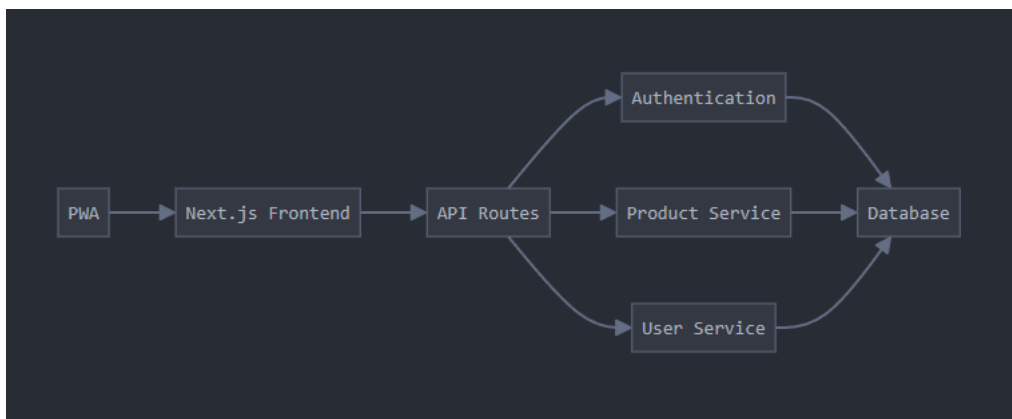 Authentication
PWA
Next.js Frontend
API Routes
Product Service
Database
User Service